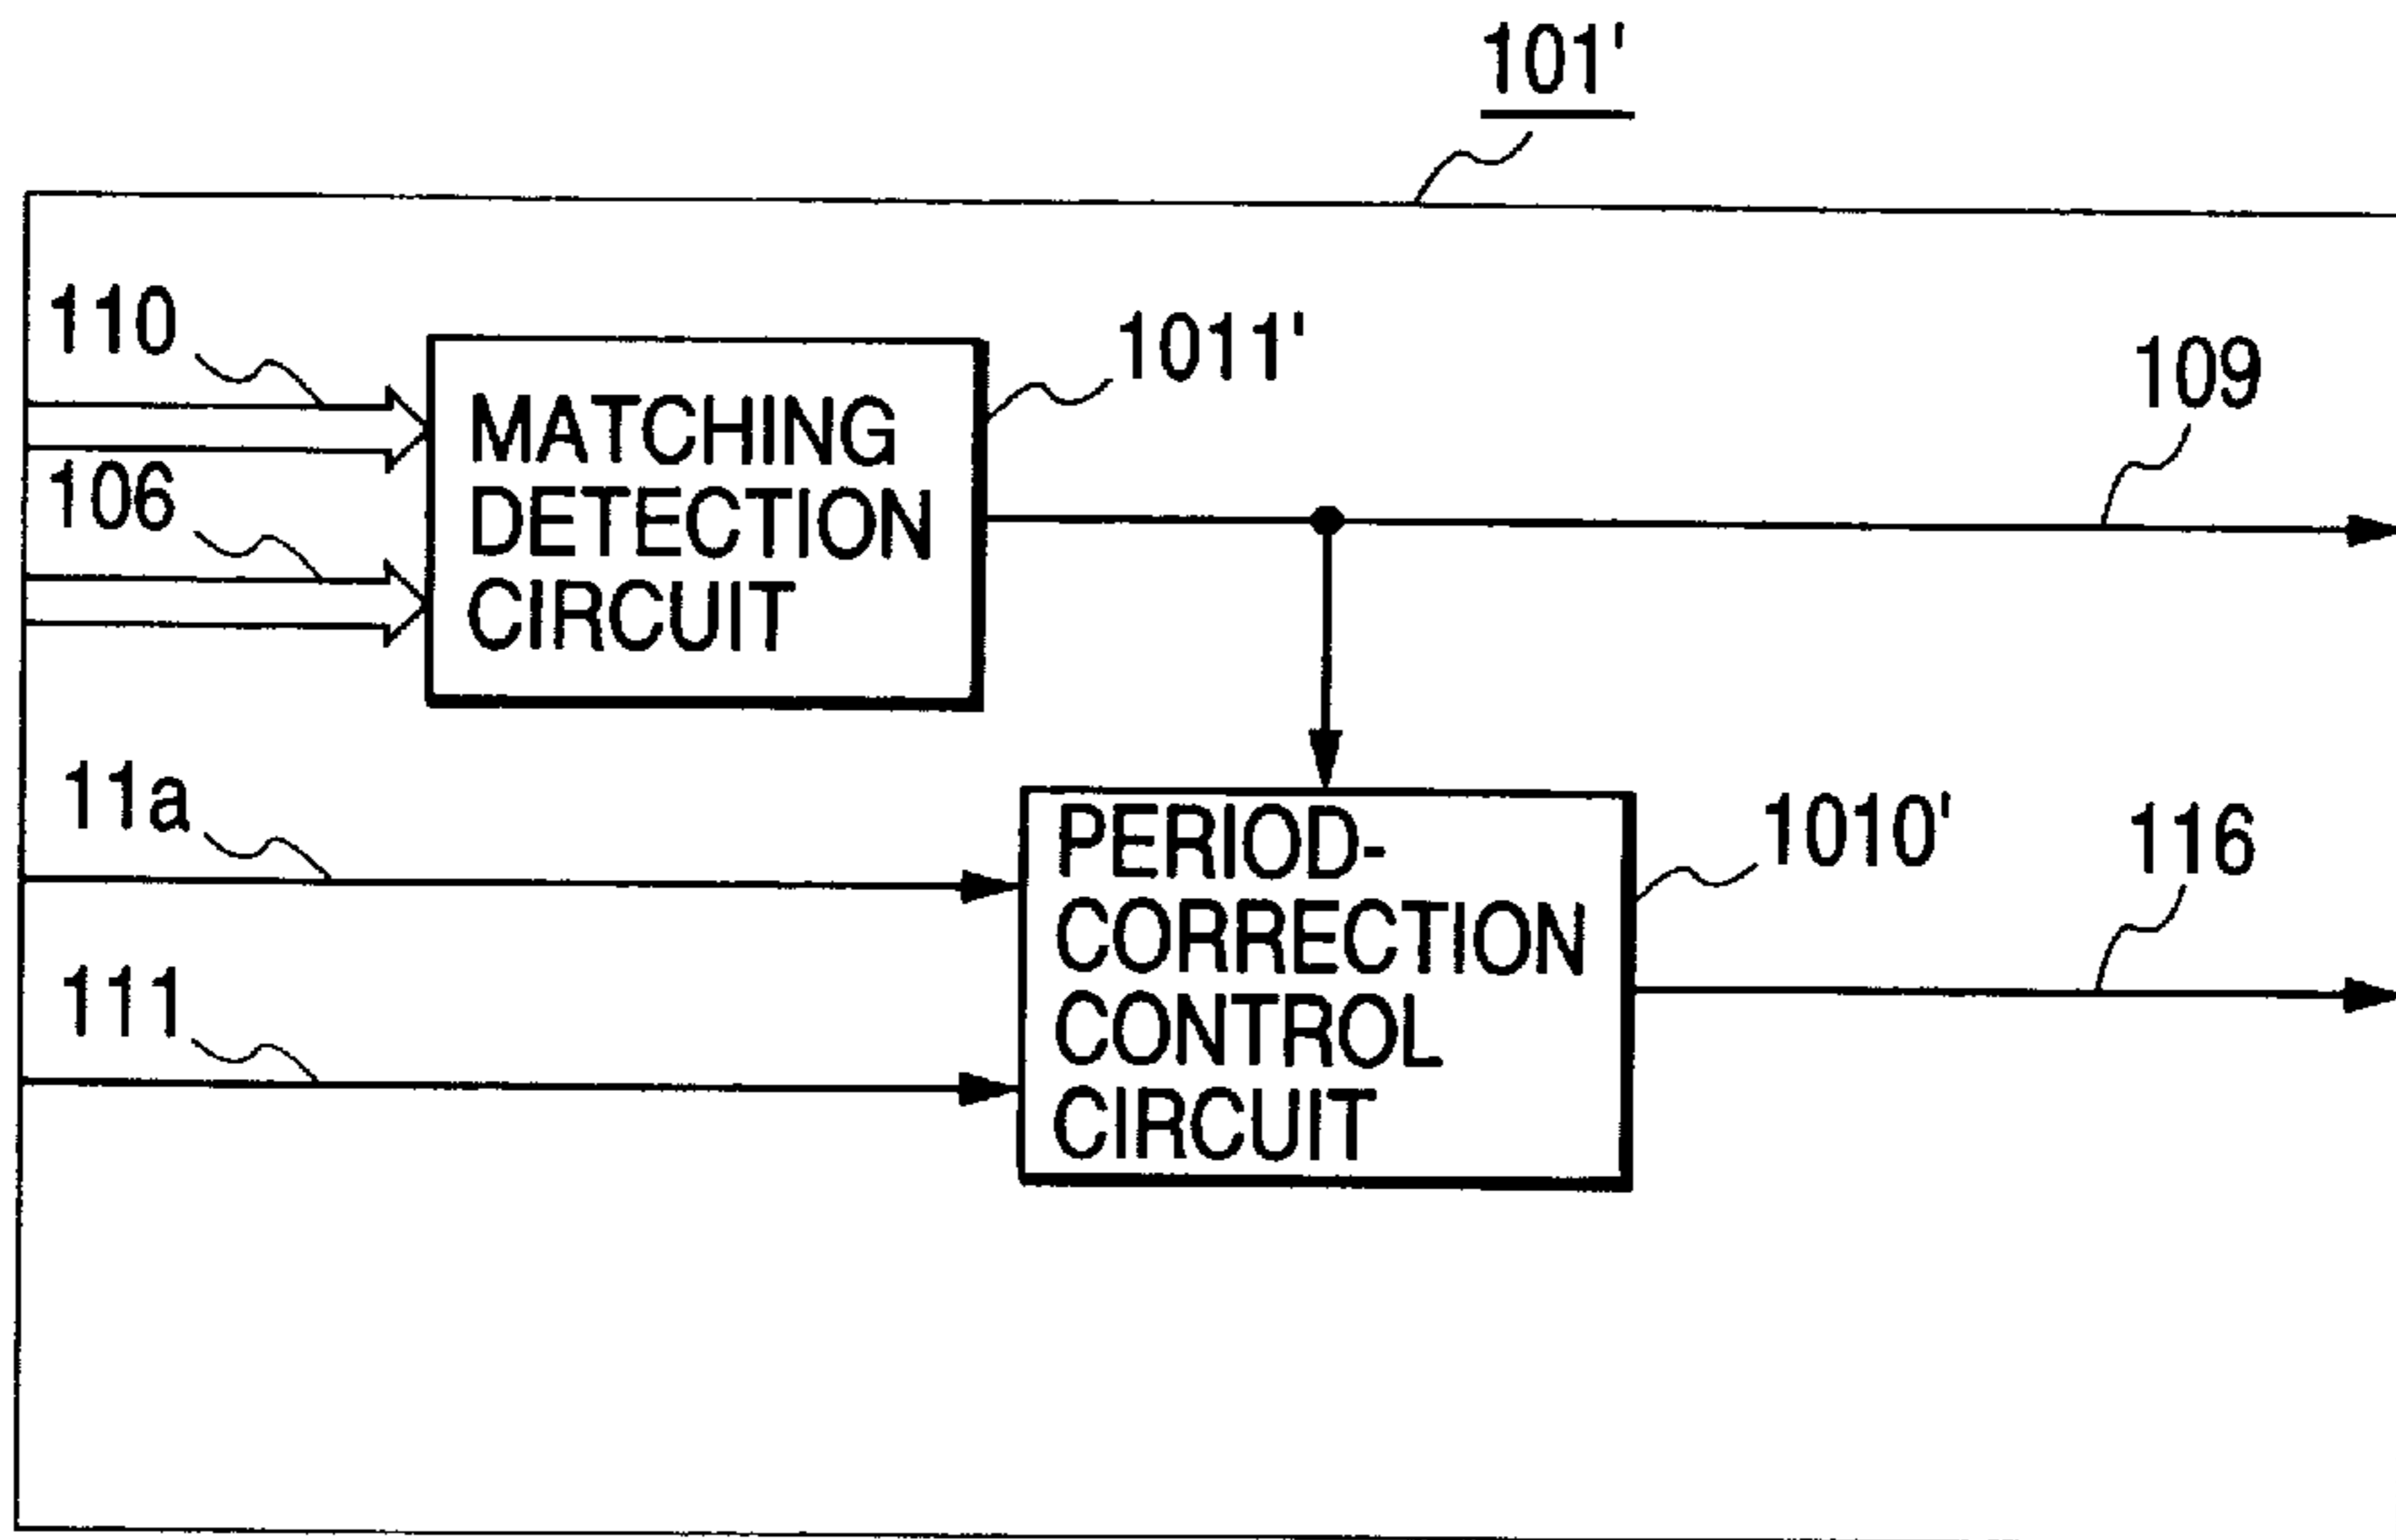 101'
110
1011'
109
MATCHING
DETECTION
CIRCUIT
106
11a
1010'
116
PERIOD-
CORRECTION
CONTROL
CIRCUIT
111